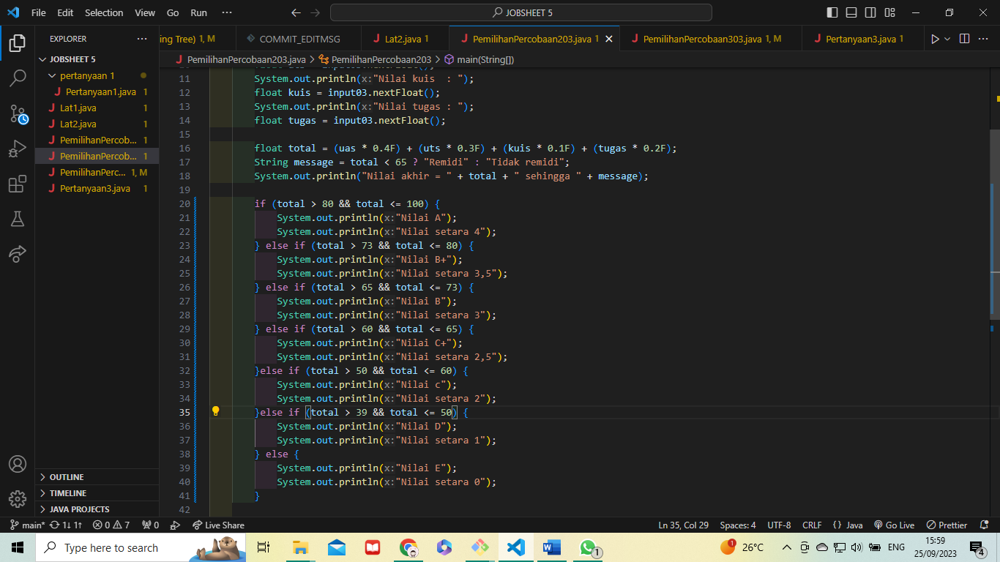 File Edit Selection View Go Run ··· JOBSHEET 5
EXPLORER ···
JOBSHEET 5
pertanyaan 1
Pertanyaan1.java 1
Lat1.java 1
Lat2.java 1
PemilihanPercob... 1
PemilihanPercob... 1
PemilihanPerc... 1, M
Pertanyaan3.java 1
OUTLINE
TIMELINE
JAVA PROJECTS
ing Tree) 1, M COMMIT_EDITMSG Lat2.java 1 PemilihanPercobaan203.java 1 PemilihanPercobaan303.java 1, M Pertanyaan3.java 1
PemilihanPercobaan203.java > PemilihanPercobaan203 > main(String[])
11 System.out.println(x:"Nilai kuis  : ");
12 float kuis = input03.nextFloat();
13 System.out.println(x:"Nilai tugas : ");
14 float tugas = input03.nextFloat();
15
16 float total = (uas * 0.4F) + (uts * 0.3F) + (kuis * 0.1F) + (tugas * 0.2F);
17 String message = total < 65 ? "Remidi" : "Tidak remidi";
18 System.out.println("Nilai akhir = " + total + " sehingga " + message);
19
20 if (total > 80 && total <= 100) {
21 System.out.println(x:"Nilai A");
22 System.out.println(x:"Nilai setara 4");
23 } else if (total > 73 && total <= 80) {
24 System.out.println(x:"Nilai B+");
25 System.out.println(x:"Nilai setara 3,5");
26 } else if (total > 65 && total <= 73) {
27 System.out.println(x:"Nilai B");
28 System.out.println(x:"Nilai setara 3");
29 } else if (total > 60 && total <= 65) {
30 System.out.println(x:"Nilai C+");
31 System.out.println(x:"Nilai setara 2,5");
32 }else if (total > 50 && total <= 60) {
33 System.out.println(x:"Nilai c");
34 System.out.println(x:"Nilai setara 2");
35 }else if (total > 39 && total <= 50) {
36 System.out.println(x:"Nilai D");
37 System.out.println(x:"Nilai setara 1");
38 } else {
39 System.out.println(x:"Nilai E");
40 System.out.println(x:"Nilai setara 0");
41 }
42
main* 1↓ 1↑ 0 7 0 Live Share Ln 35, Col 29 Spaces: 4 UTF-8 CRLF {} Java Go Live Prettier
Type here to search 1 1 26°C ENG 15:59 25/09/2023 4